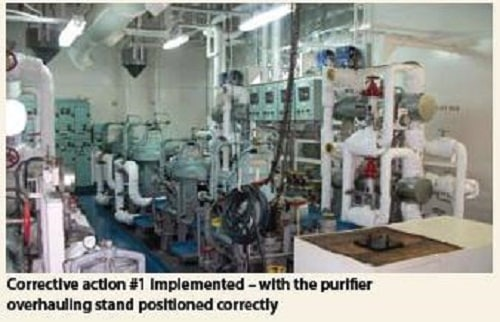 Corrective action #1 implemented – with the purifier
overhauling stand positioned correctly